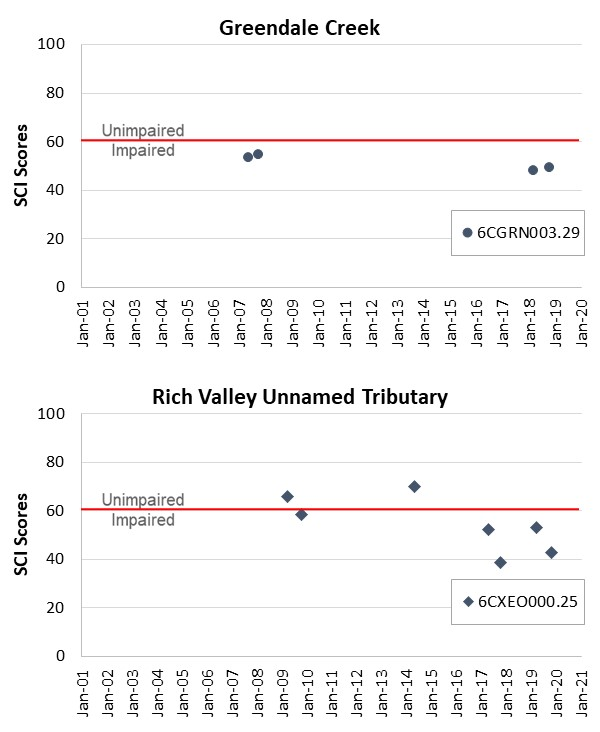 Greendale Creek
100
80
60
40
20
0
SCI Scores
Unimpaired
Impaired
6CGRN003.29
Jan-01 Jan-02 Jan-03 Jan-04 Jan-05 Jan-06 Jan-07 Jan-08 Jan-09 Jan-10 Jan-11 Jan-12 Jan-13 Jan-14 Jan-15 Jan-16 Jan-17 Jan-18 Jan-19 Jan-20
Rich Valley Unnamed Tributary
100
80
60
40
20
0
SCI Scores
Unimpaired
Impaired
6CXEO000.25
Jan-01 Jan-02 Jan-03 Jan-04 Jan-05 Jan-06 Jan-07 Jan-08 Jan-09 Jan-10 Jan-11 Jan-12 Jan-13 Jan-14 Jan-15 Jan-16 Jan-17 Jan-18 Jan-19 Jan-20 Jan-21